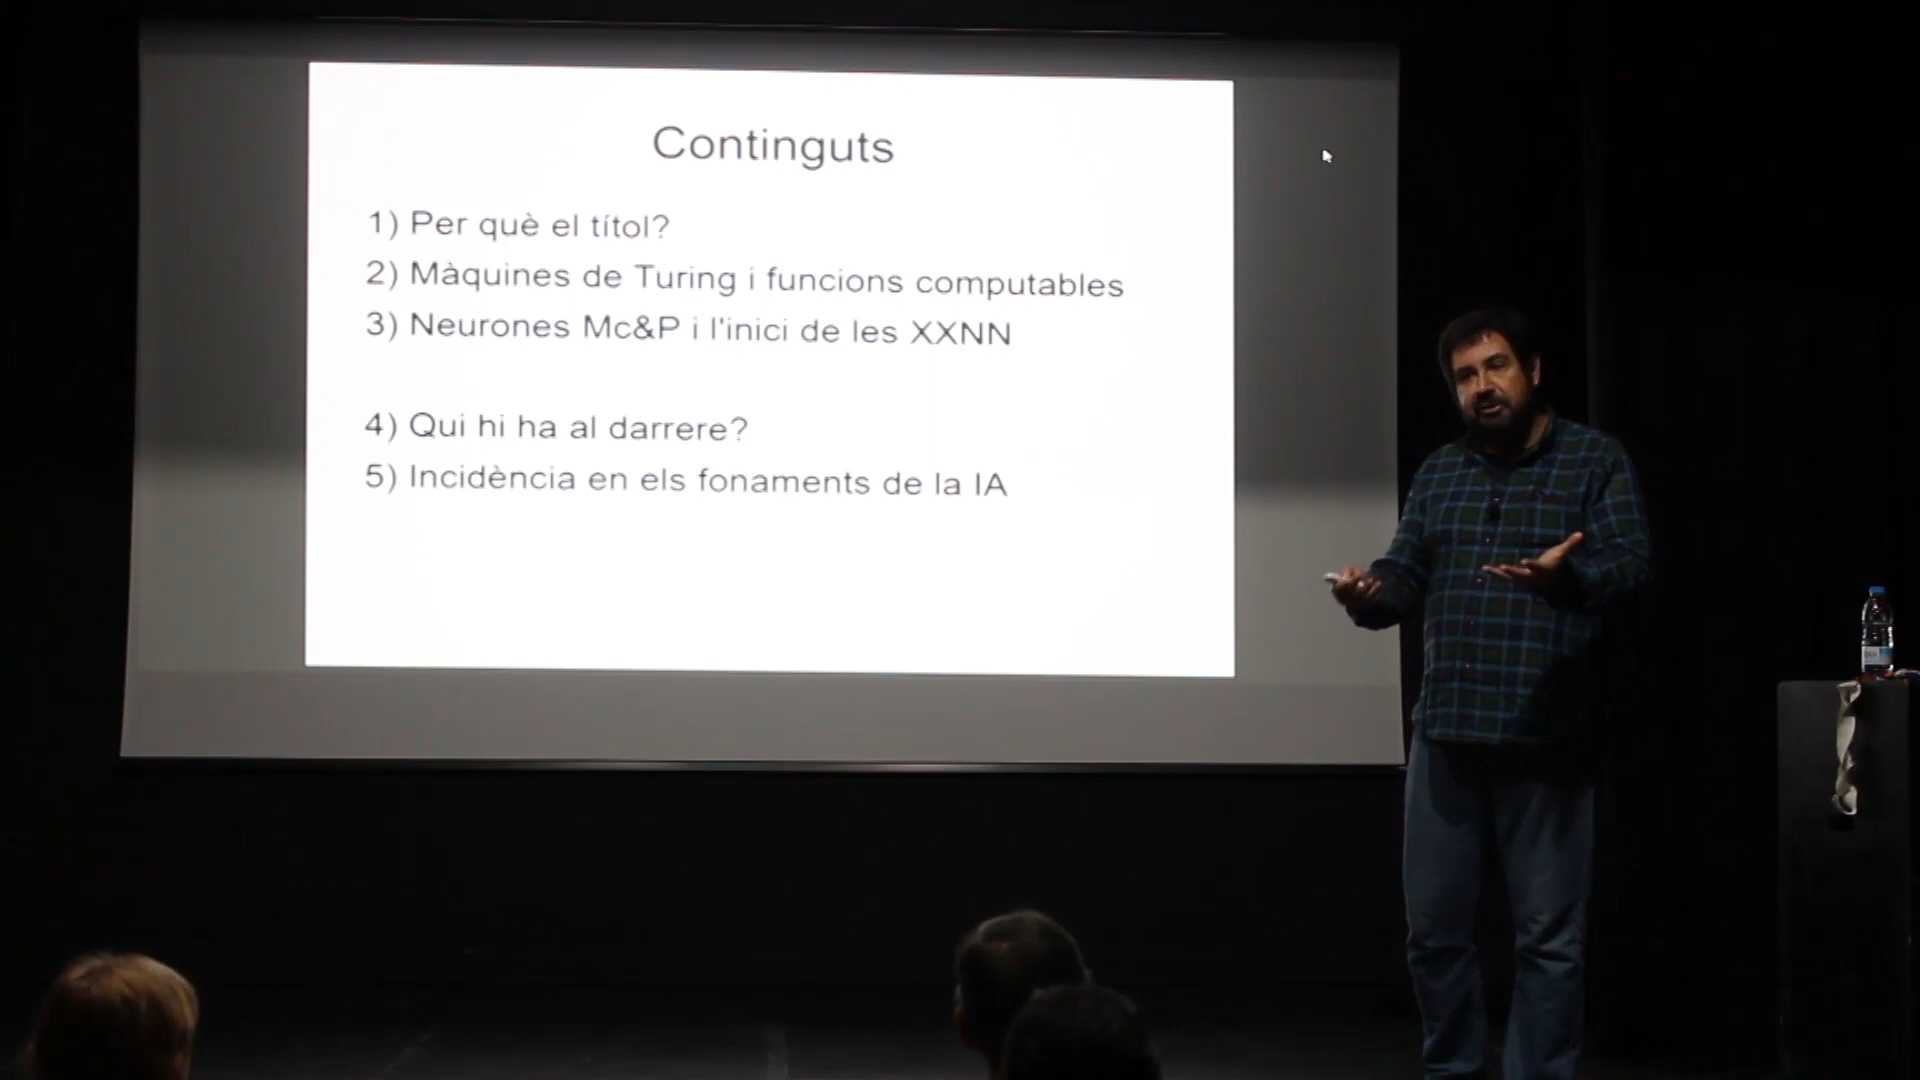 Continguts
1) Per què el títol?
2) Màquines de Turing i funcions computables
3) Neurones Mc&P i l'inici de les XXNN
4) Qui hi ha al darrere?
5) Incidència en els fonaments de la IA